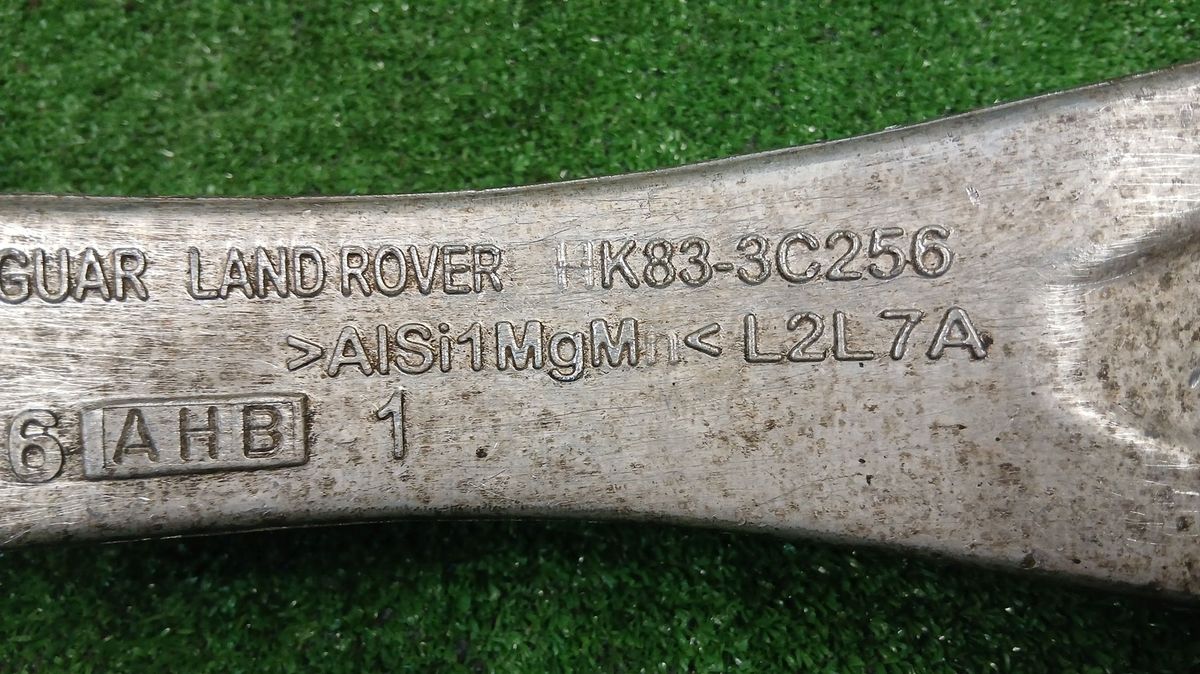 GUAR LAND ROVER HK83-3C256
>AlSi1MgMn< L2L7A
6 AHB 1